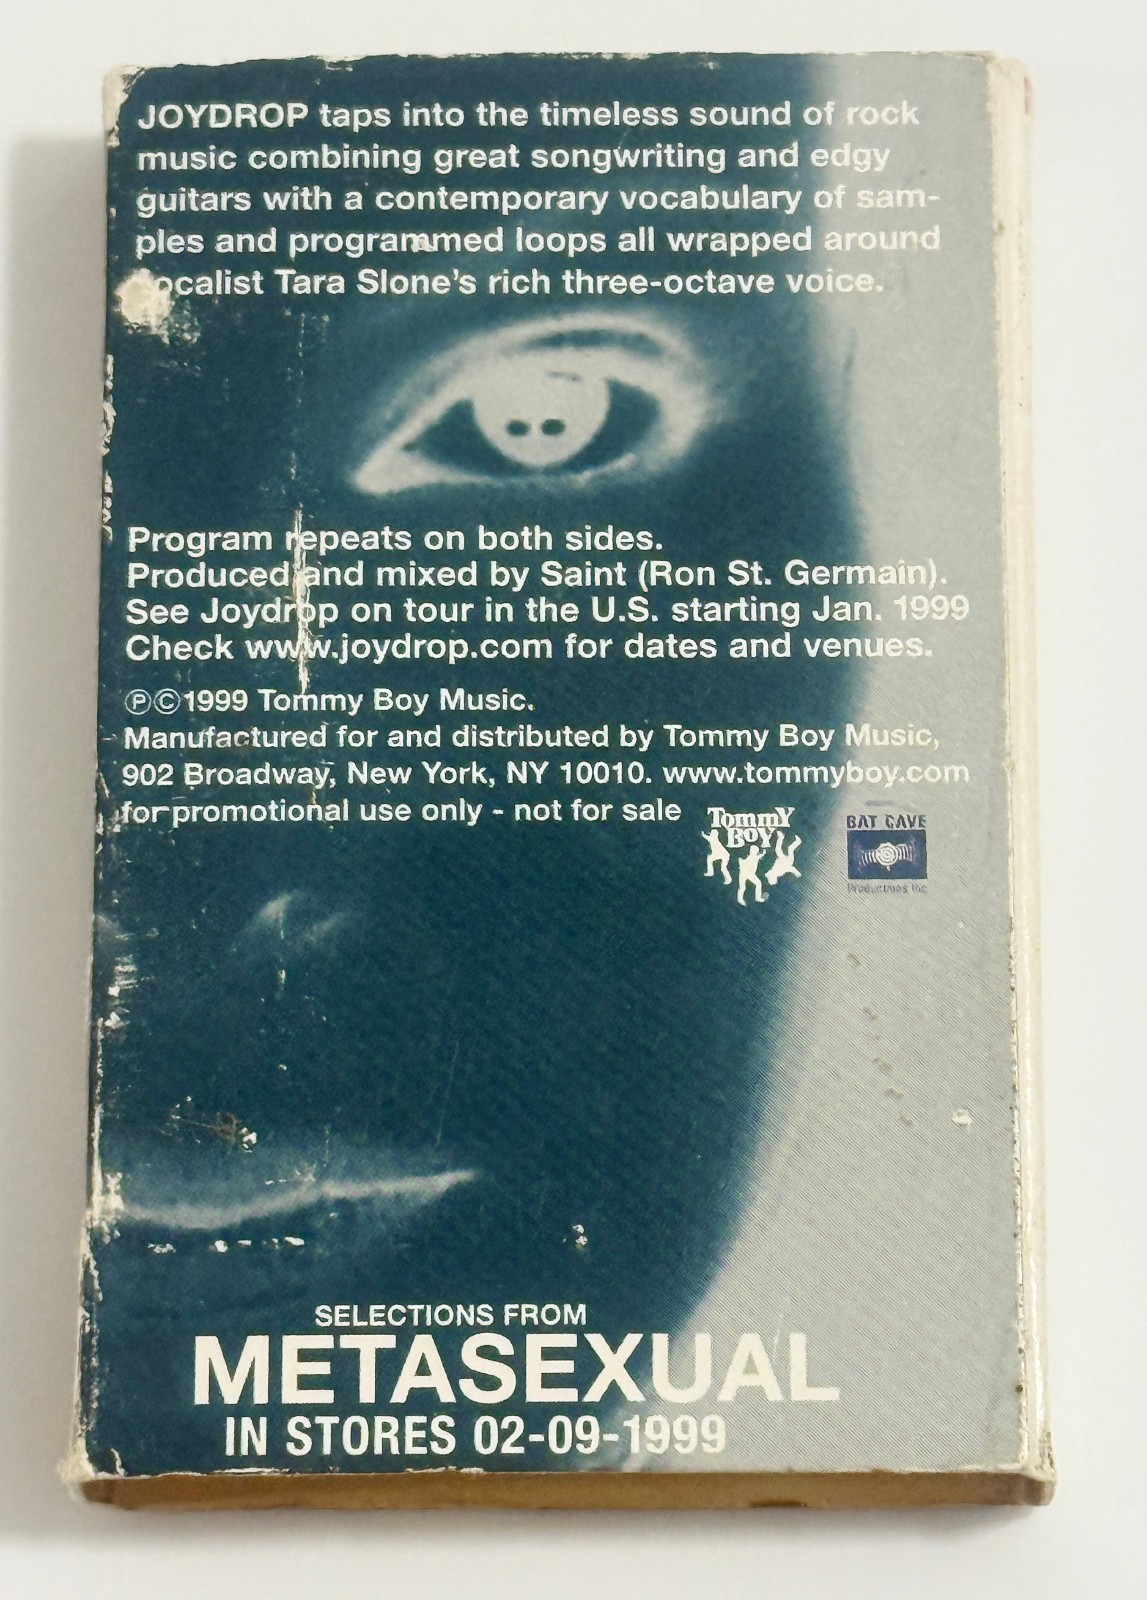 JOYDROP taps into the timeless sound of rock
music combining great songwriting and edgy
guitars with a contemporary vocabulary of sam-
ples and programmed loops all wrapped around
vocalist Tara Slone's rich three-octave voice.
Program repeats on both sides.
Produced and mixed by Saint (Ron St. Germain).
See Joydrop on tour in the U.S. starting Jan. 1999
Check www.joydrop.com for dates and venues.
ⓅⒸ1999 Tommy Boy Music.
Manufactured for and distributed by Tommy Boy Music,
902 Broadway, New York, NY 10010. www.tommyboy.com
for promotional use only - not for sale
Tommy
Boy
BAT CAVE
Productions Inc
SELECTIONS FROM
METASEXUAL
IN STORES 02-09-1999